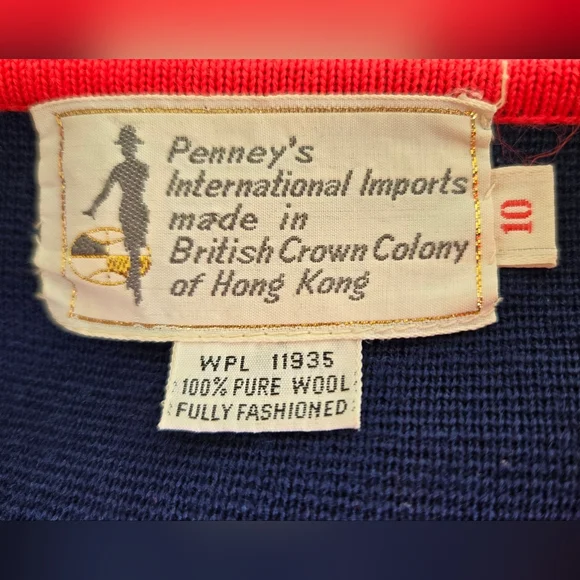 Penney's
International Imports
made in
British Crown Colony
of Hong Kong
10
WPL 11935
100% PURE WOOL
FULLY FASHIONED